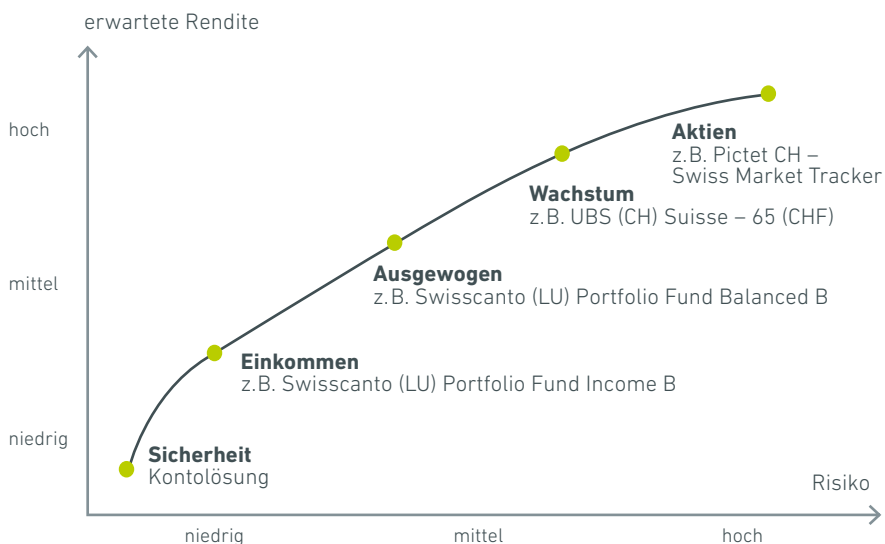 erwartete Rendite
hoch
Aktien
z.B. Pictet CH –
Swiss Market Tracker
Wachstum
z.B. UBS (CH) Suisse – 65 (CHF)
mittel
Ausgewogen
z.B. Swisscanto (LU) Portfolio Fund Balanced B
Einkommen
z.B. Swisscanto (LU) Portfolio Fund Income B
niedrig
Sicherheit
Kontolösung
Risiko
niedrig
mittel
hoch